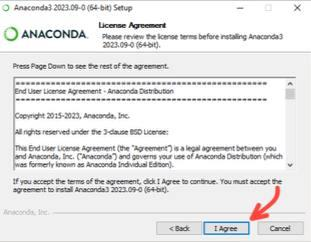 Anaconda3 2023.09-0 (64-bit) Setup
ANACONDA.
License Agreement
Please review the license terms before installing Anaconda3
2023.09-0 (64-bit).
Press Page Down to see the rest of the agreement.
======================================================
End User License Agreement - Anaconda Distribution
======================================================
Copyright 2015-2023, Anaconda, Inc.
All rights reserved under the 3-clause BSD License:
This End User License Agreement (the "Agreement") is a legal agreement between you
and Anaconda, Inc. ("Anaconda") and governs your use of Anaconda Distribution (which
was formerly known as Anaconda Individual Edition).
If you accept the terms of the agreement, click I Agree to continue. You must accept the
agreement to install Anaconda3 2023.09-0 (64-bit).
Anaconda, Inc.
< Back
I Agree
Cancel